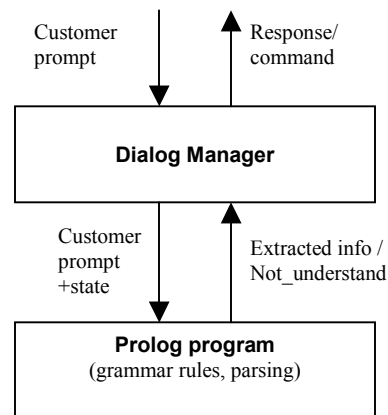 Customer
prompt
Response/
command
Dialog Manager
Customer
prompt
+state
Extracted info /
Not_understand
Prolog program
(grammar rules, parsing)